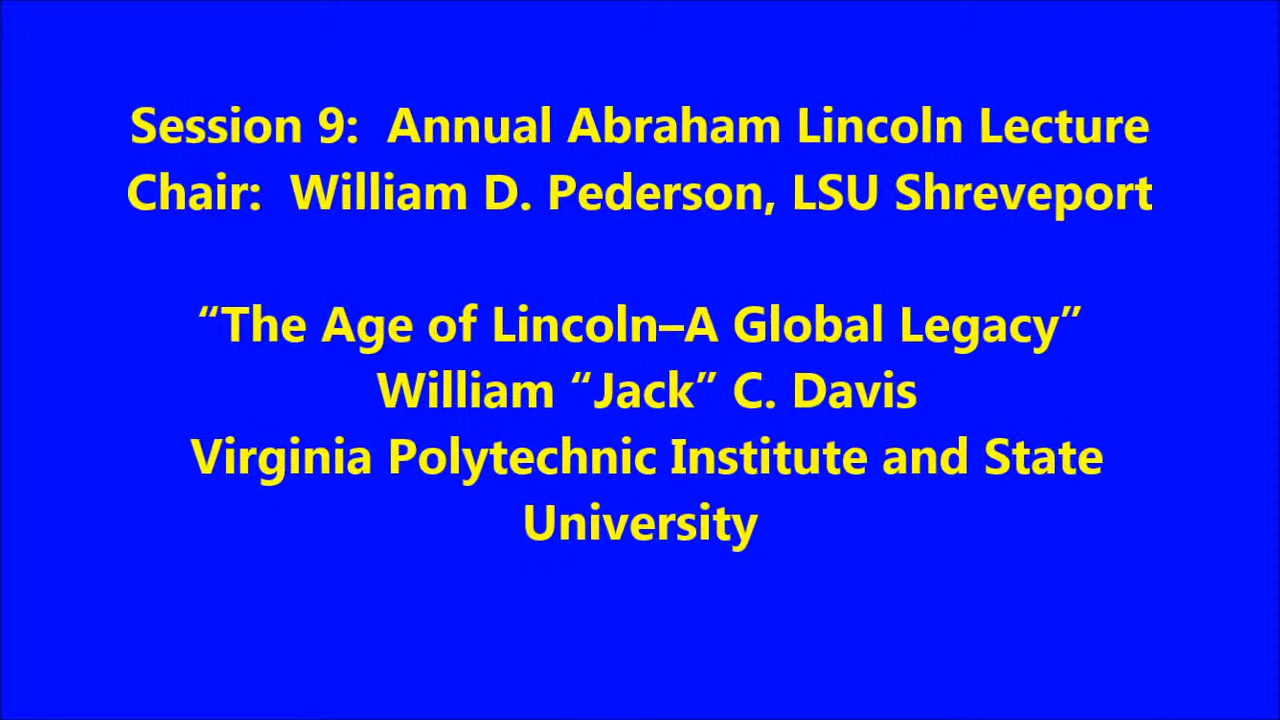 Session 9:  Annual Abraham Lincoln Lecture
Chair:  William D. Pederson, LSU Shreveport
“The Age of Lincoln–A Global Legacy”
William “Jack” C. Davis
Virginia Polytechnic Institute and State
University